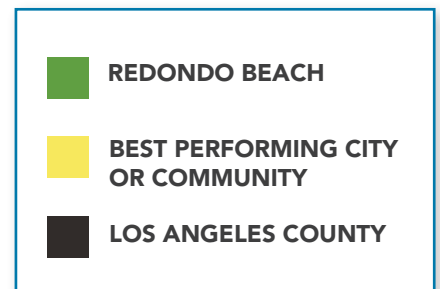 REDONDO BEACH
BEST PERFORMING CITY
OR COMMUNITY
LOS ANGELES COUNTY